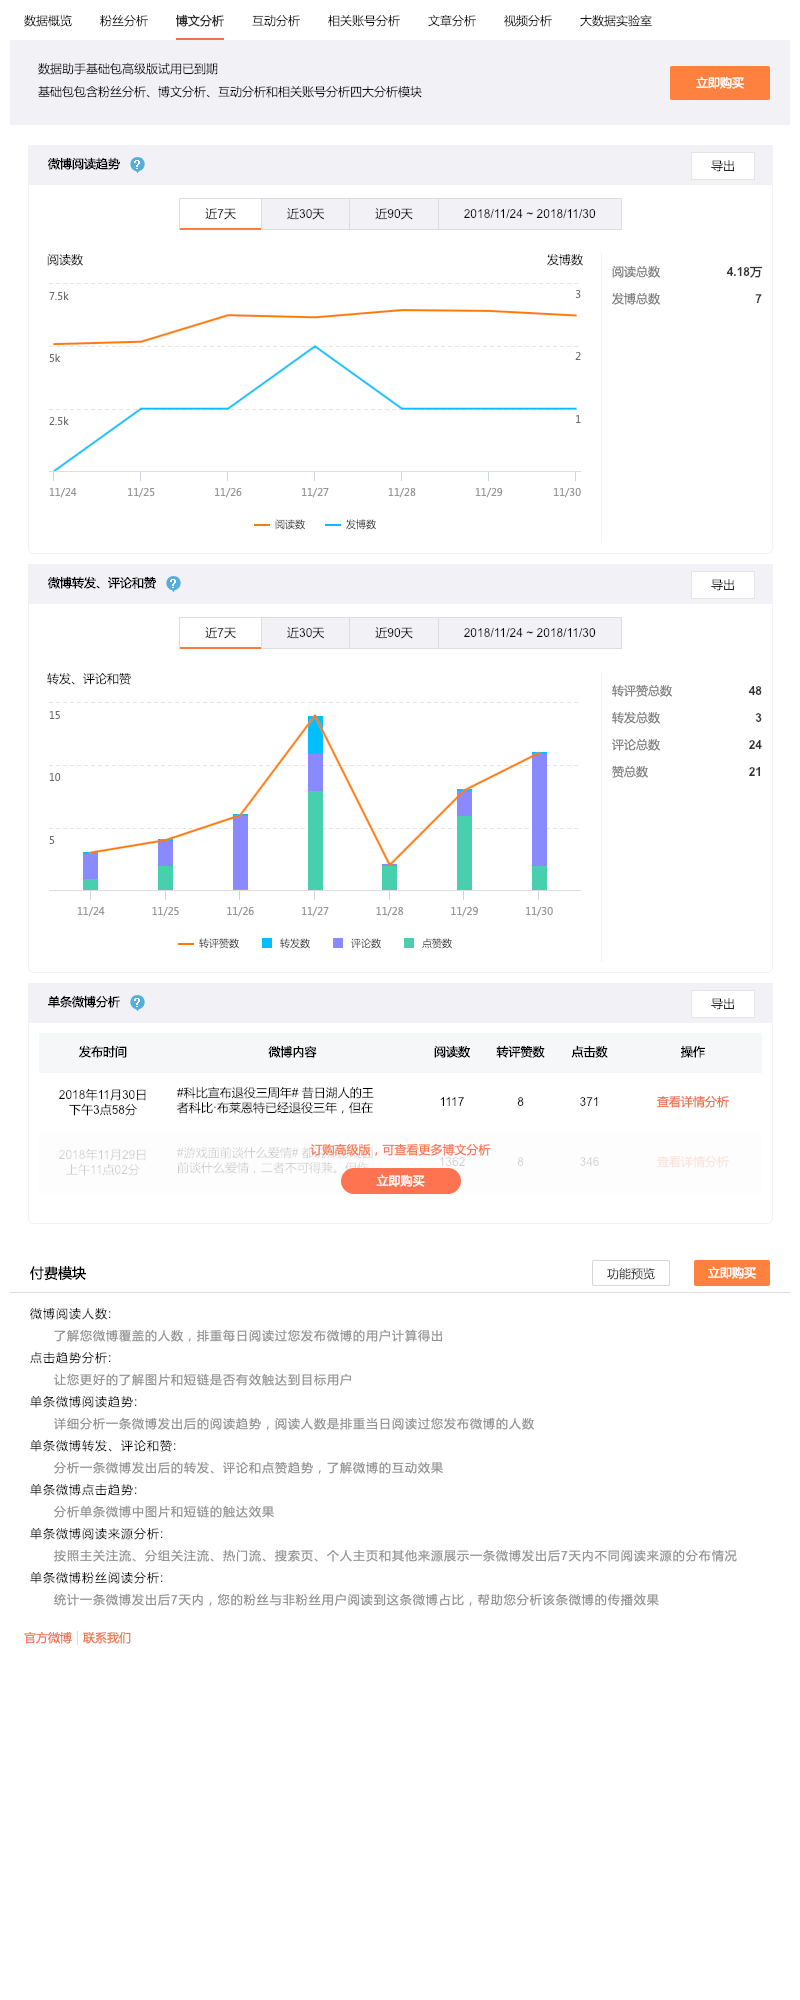 数据概览 粉丝分析 博文分析 互动分析 相关账号分析 文章分析 视频分析 大数据实验室
数据助手基础包高级版试用已到期
基础包包含粉丝分析、博文分析、互动分析和相关账号分析四大分析模块
立即购买
微博阅读趋势 ?
导出
近7天 近30天 近90天 2018/11/24 ~ 2018/11/30
阅读数 发博数
7.5k 3
5k 2
2.5k 1
11/24 11/25 11/26 11/27 11/28 11/29 11/30
阅读数 发博数
阅读总数 4.18万
发博总数 7
微博转发、评论和赞 ?
导出
近7天 近30天 近90天 2018/11/24 ~ 2018/11/30
转发、评论和赞
15
10
5
11/24 11/25 11/26 11/27 11/28 11/29 11/30
转评赞数 转发数 评论数 点赞数
转评赞总数 48
转发总数 3
评论总数 24
赞总数 21
单条微博分析 ?
导出
发布时间 微博内容 阅读数 转评赞数 点击数 操作
2018年11月30日
下午3点58分
#科比宣布退役三周年# 昔日湖人的王
者科比·布莱恩特已经退役三年，但在
1117 8 371 查看详情分析
2018年11月29日
上午11点02分
#游戏面前谈什么爱情# 都
前谈什么爱情，二者不可得兼。但作
1362 8 346 查看详情分析
订购高级版，可查看更多博文分析
立即购买
付费模块
功能预览 立即购买
微博阅读人数:
了解您微博覆盖的人数，排重每日阅读过您发布微博的用户计算得出
点击趋势分析:
让您更好的了解图片和短链是否有效触达到目标用户
单条微博阅读趋势:
详细分析一条微博发出后的阅读趋势，阅读人数是排重当日阅读过您发布微博的人数
单条微博转发、评论和赞:
分析一条微博发出后的转发、评论和点赞趋势，了解微博的互动效果
单条微博点击趋势:
分析单条微博中图片和短链的触达效果
单条微博阅读来源分析:
按照主关注流、分组关注流、热门流、搜索页、个人主页和其他来源展示一条微博发出后7天内不同阅读来源的分布情况
单条微博粉丝阅读分析:
统计一条微博发出后7天内，您的粉丝与非粉丝用户阅读到这条微博占比，帮助您分析该条微博的传播效果
官方微博 联系我们